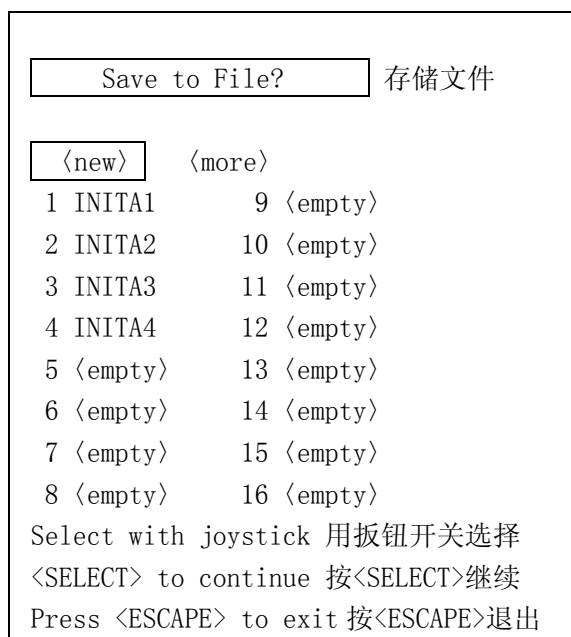 Save to File? 存储文件
〈new〉 〈more〉
1 INITA1 9 〈empty〉
2 INITA2 10 〈empty〉
3 INITA3 11 〈empty〉
4 INITA4 12 〈empty〉
5 〈empty〉 13 〈empty〉
6 〈empty〉 14 〈empty〉
7 〈empty〉 15 〈empty〉
8 〈empty〉 16 〈empty〉
Select with joystick 用扳钮开关选择
<SELECT> to continue 按<SELECT>继续
Press <ESCAPE> to exit 按<ESCAPE>退出